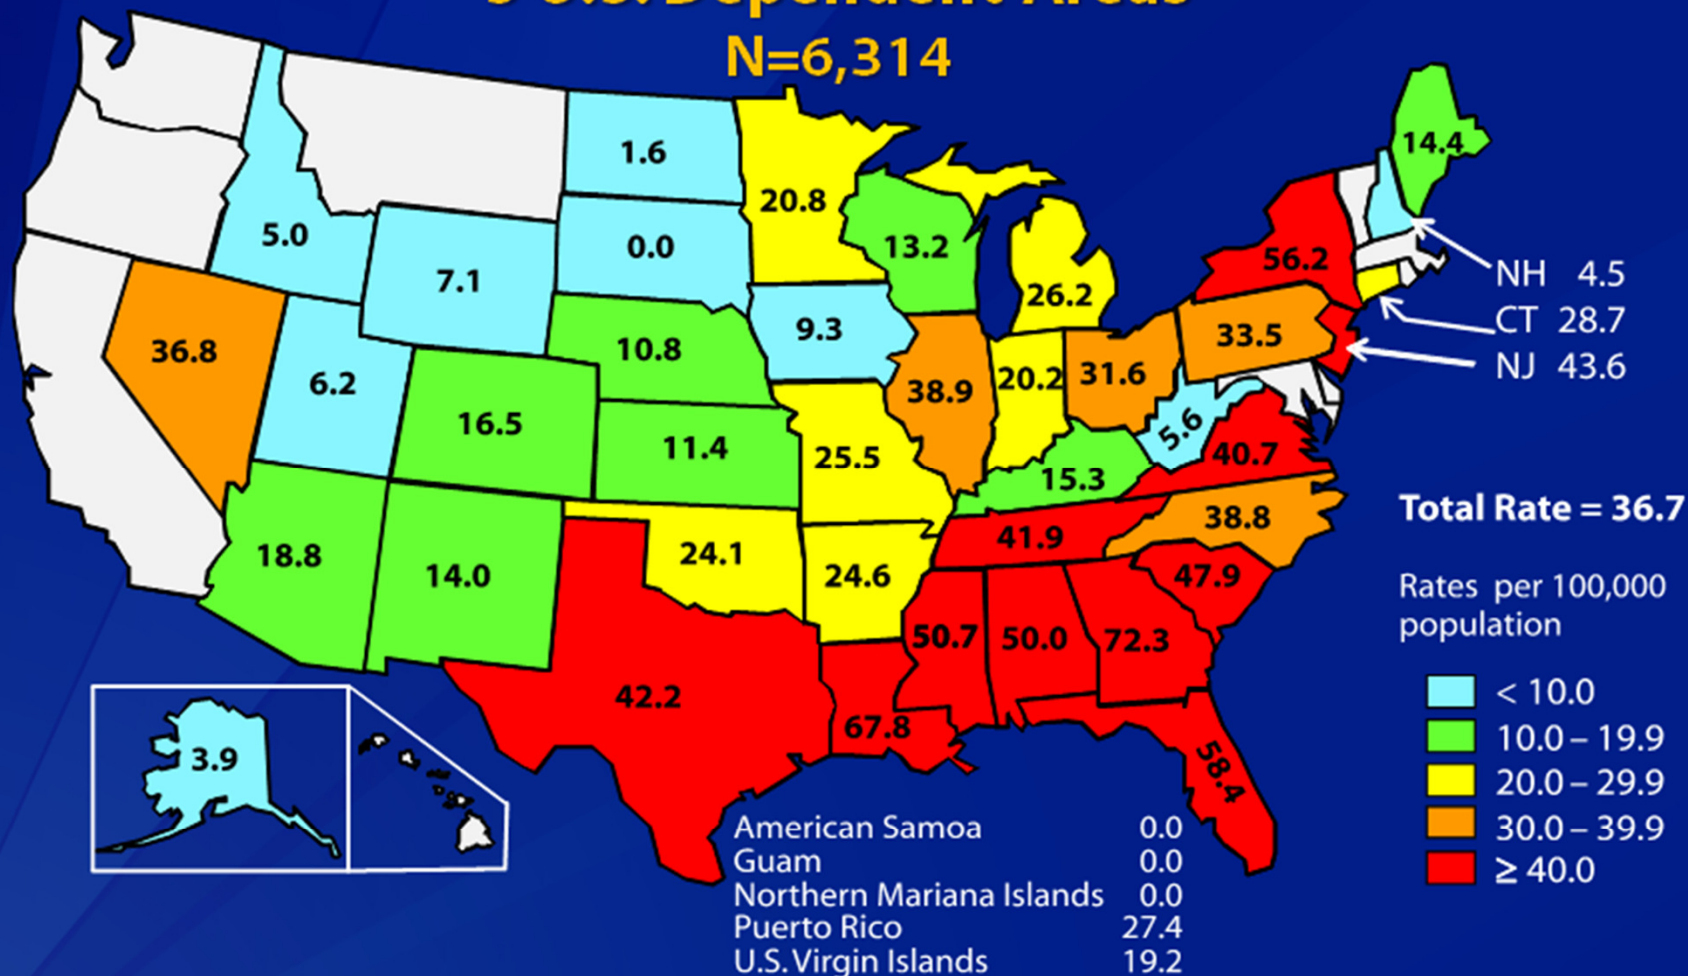 5 U.S. Dependent Areas
N=6,314
1.6
14.4
20.8
5.0
0.0
13.2
56.2
7.1
26.2
NH 4.5
CT 28.7
NJ 43.6
36.8
9.3
33.5
10.8
6.2
38.9
20.2
31.6
16.5
11.4
25.5
5.6
40.7
15.3
Total Rate = 36.7
38.8
41.9
18.8
14.0
24.1
24.6
47.9
Rates per 100,000
population
50.7
50.0
72.3
42.2
67.8
58.4
3.9
< 10.0
10.0 – 19.9
20.0 – 29.9
30.0 – 39.9
≥ 40.0
American Samoa 0.0
Guam 0.0
Northern Mariana Islands 0.0
Puerto Rico 27.4
U.S. Virgin Islands 19.2